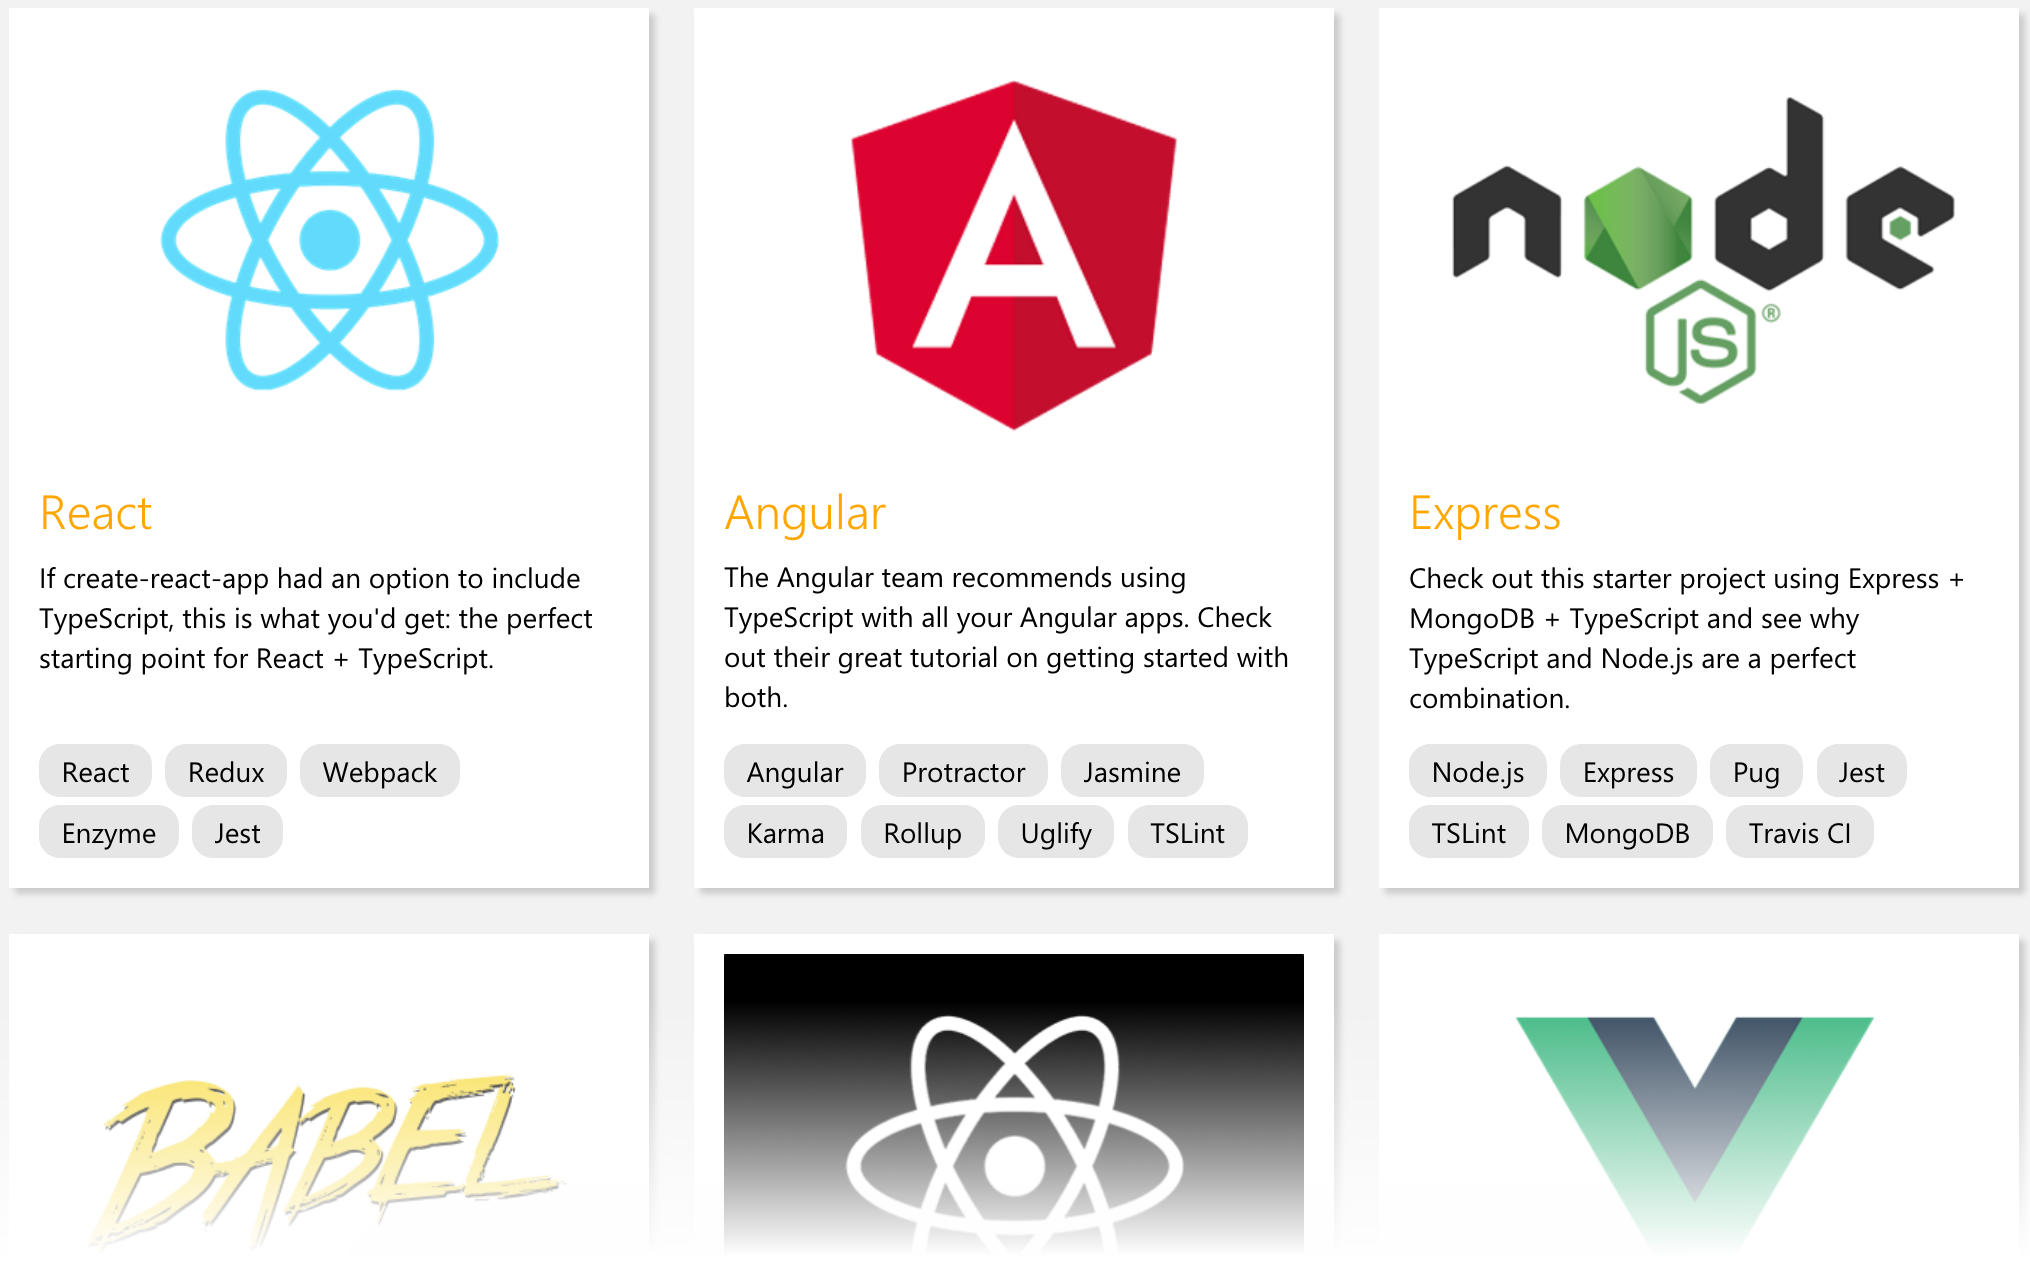 node
JS®
React
If create-react-app had an option to include
TypeScript, this is what you'd get: the perfect
starting point for React + TypeScript.
React Redux Webpack
Enzyme Jest
A
Angular
The Angular team recommends using
TypeScript with all your Angular apps. Check
out their great tutorial on getting started with
both.
Angular Protractor Jasmine
Karma Rollup Uglify TSLint
Express
Check out this starter project using Express +
MongoDB + TypeScript and see why
TypeScript and Node.js are a perfect
combination.
Node.js Express Pug Jest
TSLint MongoDB Travis CI
BABEL